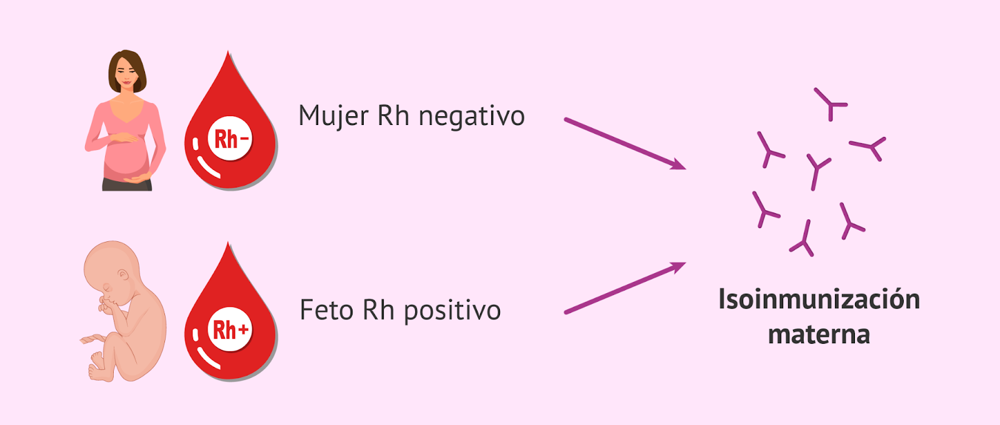 Rh–
Mujer Rh negativo
Rh+
Feto Rh positivo
Isoinmunización
materna